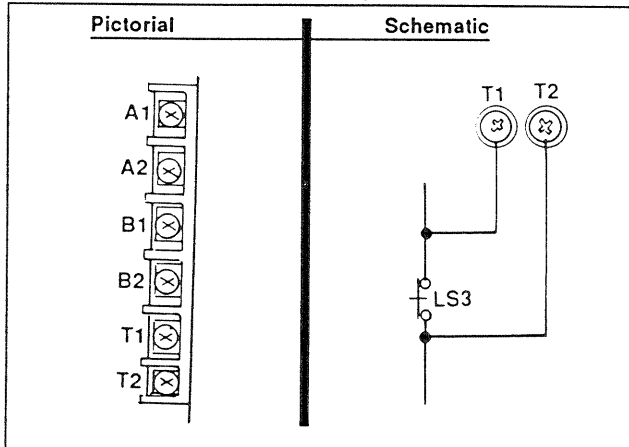 Pictorial
Schematic
A1
A2
B1
B2
T1
T2
T1 T2
LS3